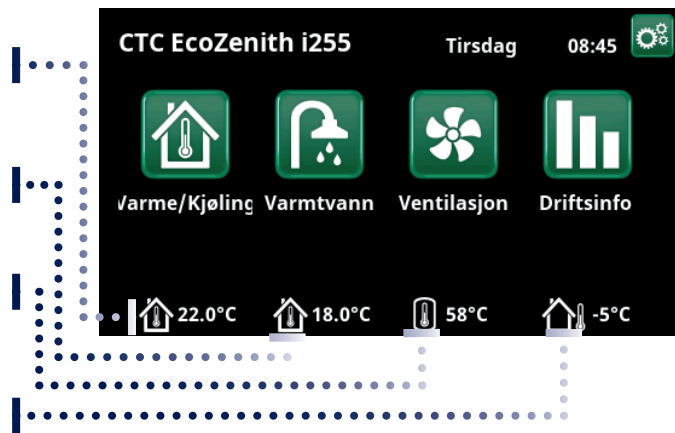 CTC EcoZenith i255 Tirsdag 08:45
Varme/Kjøling Varmtvann Ventilasjon Driftsinfo
22.0°C 18.0°C 58°C -5°C